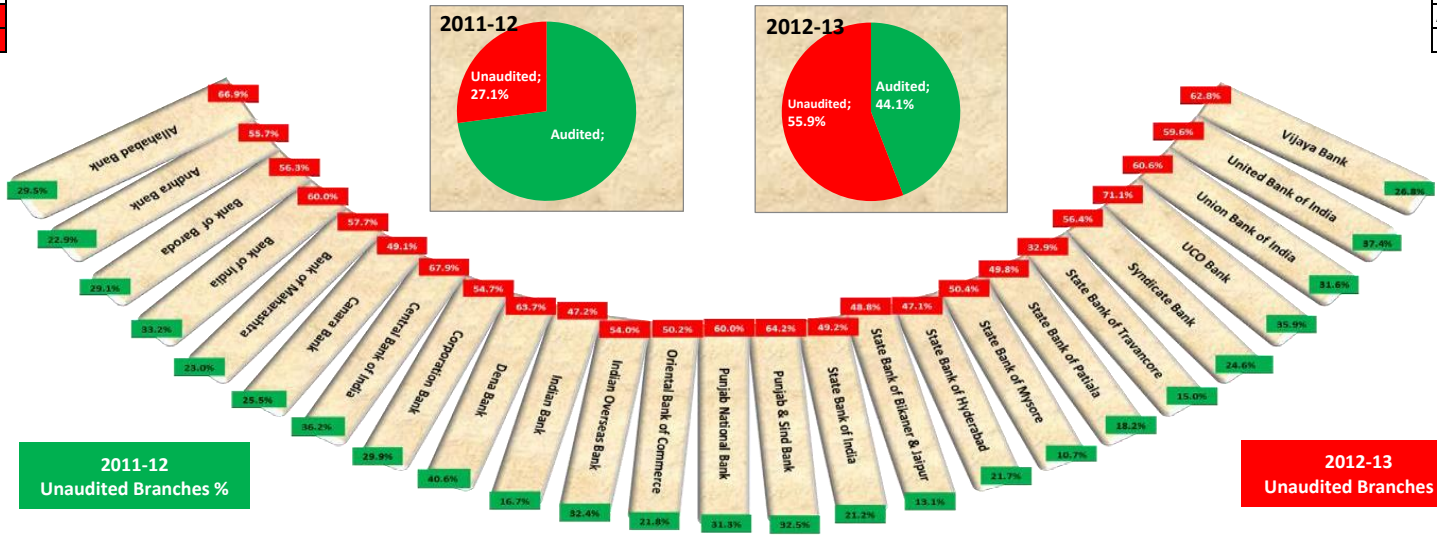 2011-12
Unaudited;
27.1%
Audited;
2012-13
Unaudited;
55.9%
Audited;
44.1%
66.9%
Allahabad Bank
29.5%
55.7%
Andhra Bank
22.9%
56.3%
Bank of Baroda
29.1%
60.0%
Bank of India
33.2%
57.7%
Bank of Maharashtra
23.0%
49.1%
Canara Bank
25.5%
67.9%
Central Bank of India
36.2%
54.7%
Corporation Bank
29.9%
63.7%
Dena Bank
40.6%
47.2%
Indian Bank
16.7%
54.0%
Indian Overseas Bank
32.4%
50.2%
Oriental Bank of Commerce
21.8%
60.0%
Punjab National Bank
31.3%
64.2%
Punjab & Sind Bank
32.5%
49.2%
State Bank of India
21.2%
48.8%
State Bank of Bikaner & Jaipur
13.1%
47.1%
State Bank of Hyderabad
21.7%
50.4%
State Bank of Mysore
10.7%
49.8%
State Bank of Patiala
18.2%
32.9%
State Bank of Travancore
15.0%
56.4%
Syndicate Bank
24.6%
71.1%
UCO Bank
35.9%
60.6%
Union Bank of India
31.6%
59.6%
United Bank of India
37.4%
62.8%
Vijaya Bank
26.8%
2011-12
Unaudited Branches %
2012-13
Unaudited Branches